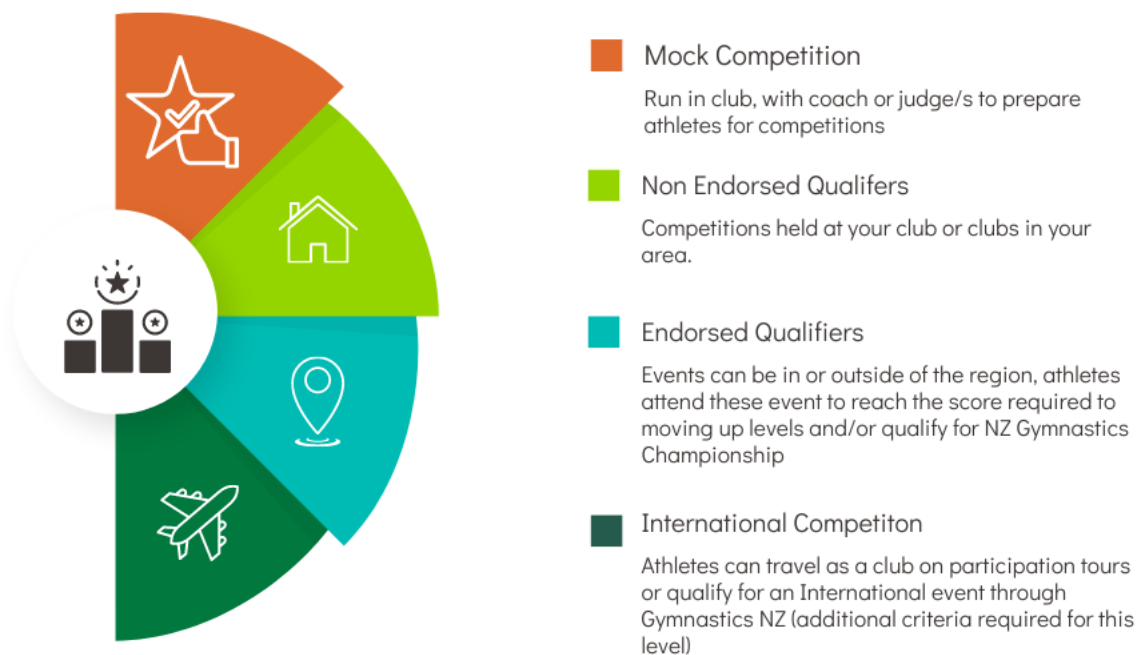 Mock Competition
Run in club, with coach or judge/s to prepare
athletes for competitions
Non Endorsed Qualifers
Competitions held at your club or clubs in your
area.
Endorsed Qualifiers
Events can be in or outside of the region, athletes
attend these event to reach the score required to
moving up levels and/or qualify for NZ Gymnastics
Championship
International Competiton
Athletes can travel as a club on participation tours
or qualify for an International event through
Gymnastics NZ (additional criteria required for this
level)